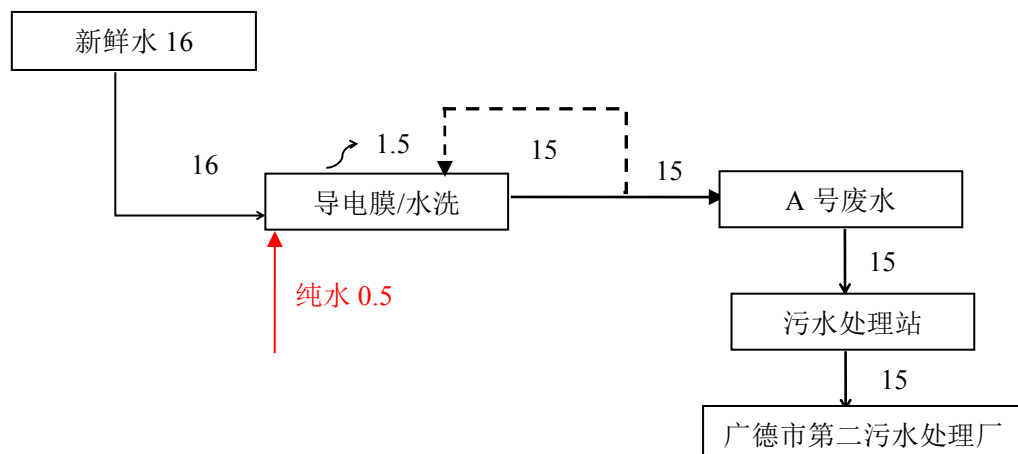 新鲜水 16
16
1.5
15
15
导电膜/水洗
A 号废水
纯水 0.5
15
污水处理站
15
广德市第二污水处理厂